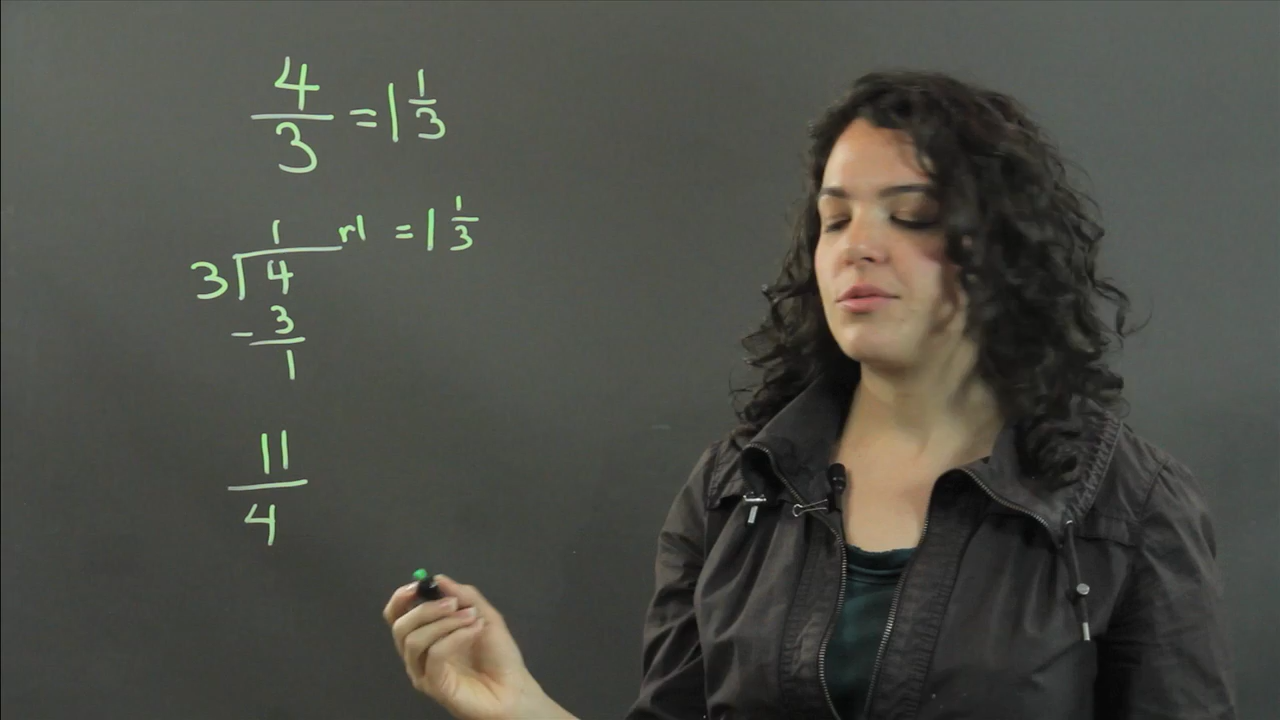 4/3 = 1 1/3
1 r1 = 1 1/3
3 4
- 3
1
11/4